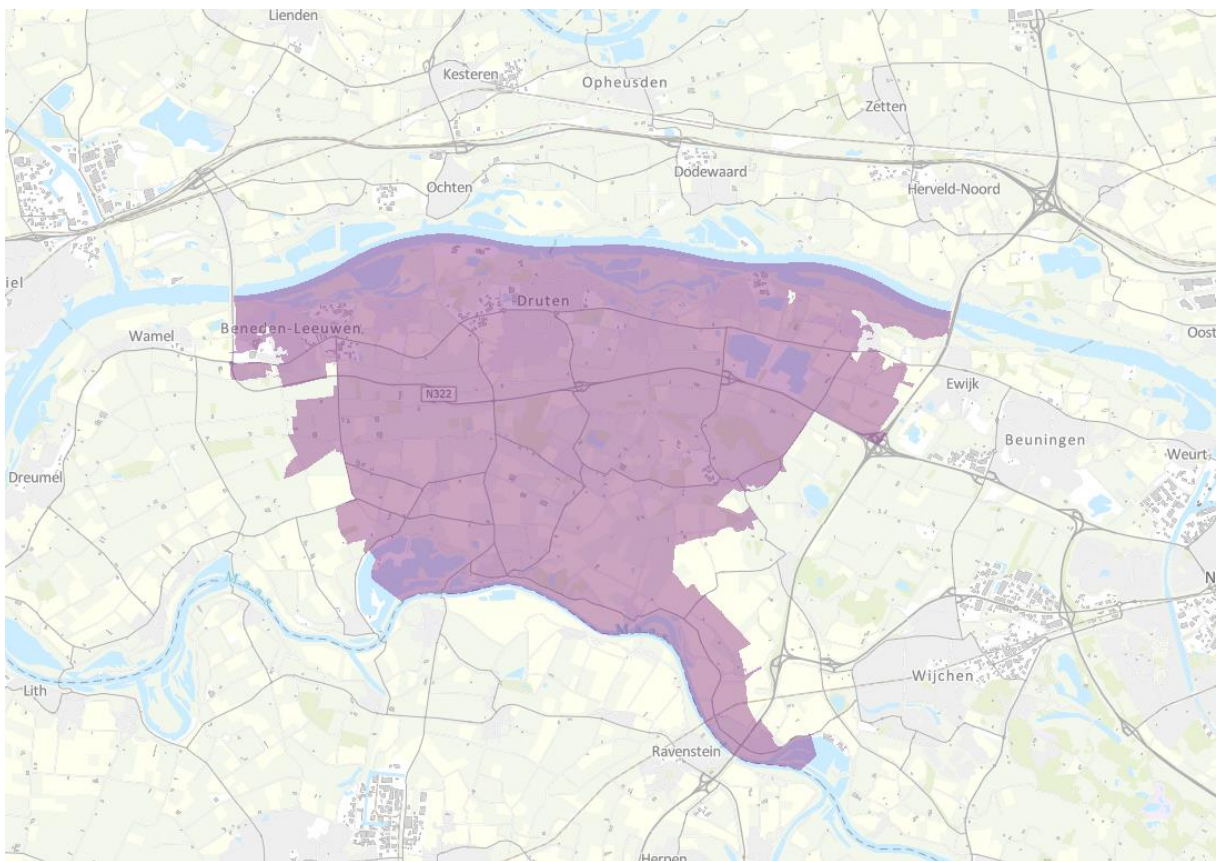 Lienden
Kesteren
Opheusden
Zetten
Dodewaard
Ochten
Herveld-Noord
iel
Druten
Beneden-Leeuwen
Wamel
Oost
N322
Ewijk
Beuningen
Weurt
Dreumel
Maas
N
Wijchen
Lith
Ravenstein
Herpen